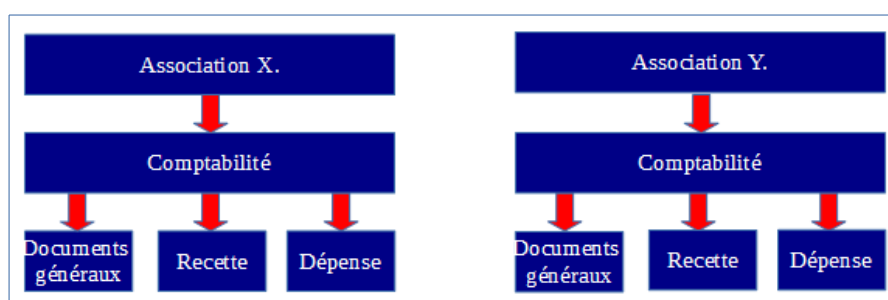 Association X.
Comptabilité
Documents
généraux
Recette
Dépense
Association Y.
Comptabilité
Documents
généraux
Recette
Dépense